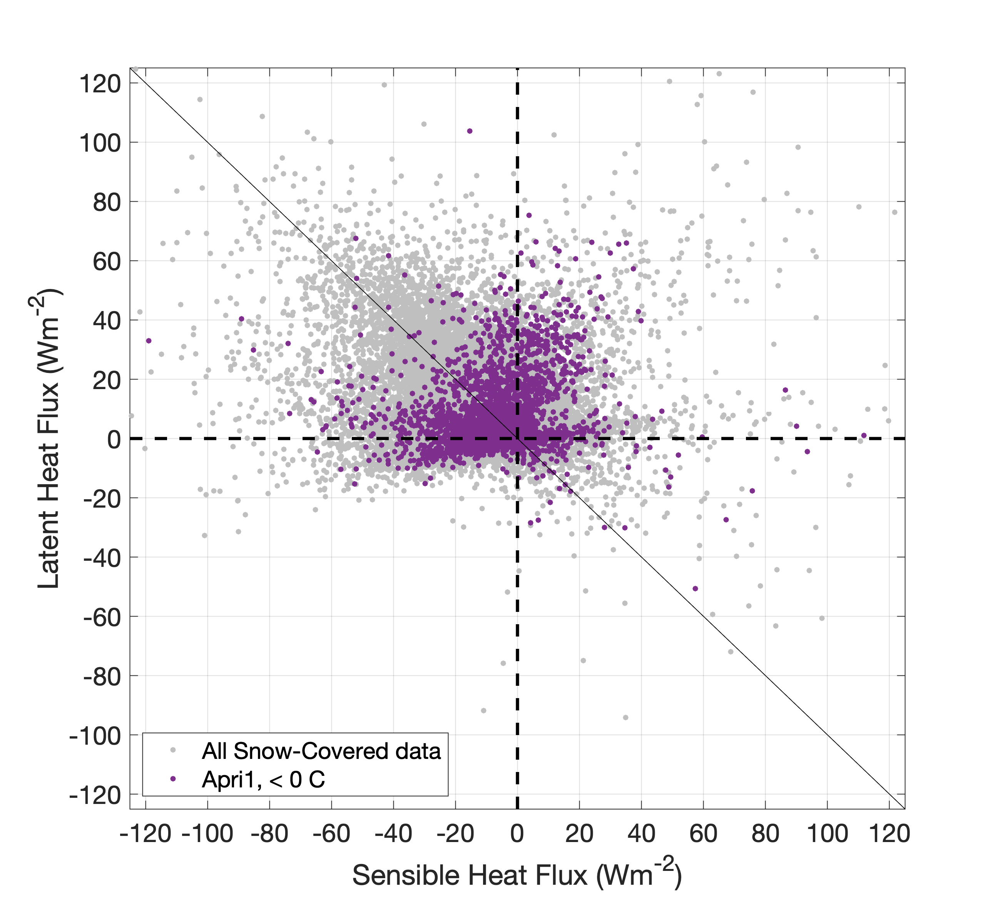 120
100
80
60
40
20
0
-20
-40
-60
-80
-100
-120
Latent Heat Flux (Wm-2)
All Snow-Covered data
Apri1, < 0 C
-120 -100 -80 -60 -40 -20 0 20 40 60 80 100 120
Sensible Heat Flux (Wm-2)